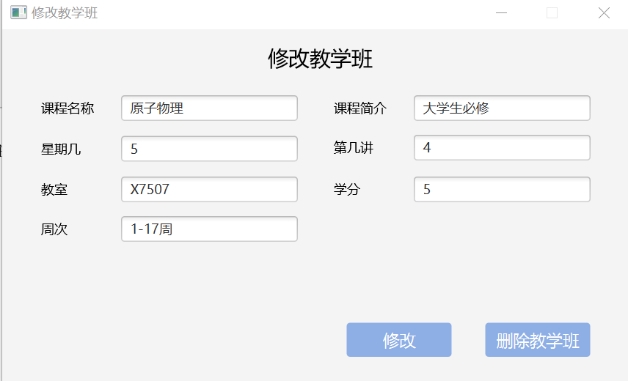 修改教学班
修改教学班
课程名称 原子物理 课程简介 大学生必修
星期几 5 第几讲 4
教室 X7507 学分 5
周次 1-17周
修改 删除教学班